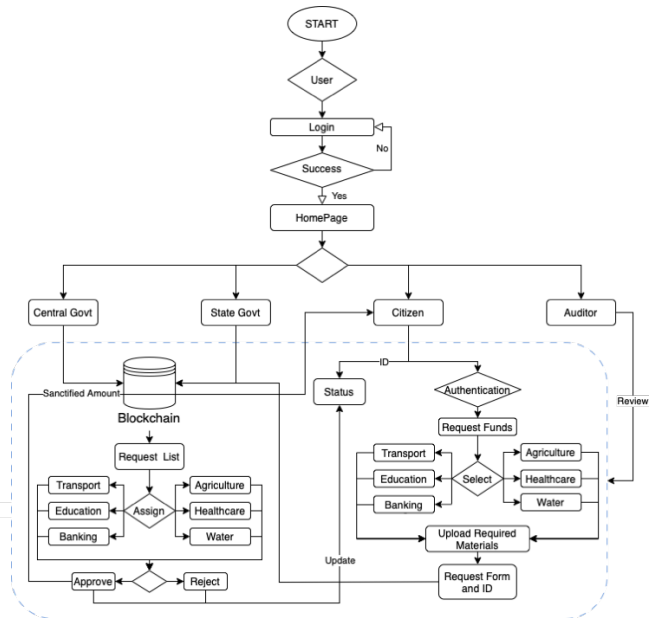 START
User
Login
No
Success
Yes
HomePage
Central Govt
State Govt
Citizen
Auditor
ID
Sanctified Amount
Status
Authentication
Review
Blockchain
Request Funds
Request List
Transport
Agriculture
Education
Select
Healthcare
Banking
Water
Transport
Agriculture
Education
Assign
Healthcare
Banking
Water
Upload Required
Materials
Update
Approve
Reject
Request Form
and ID